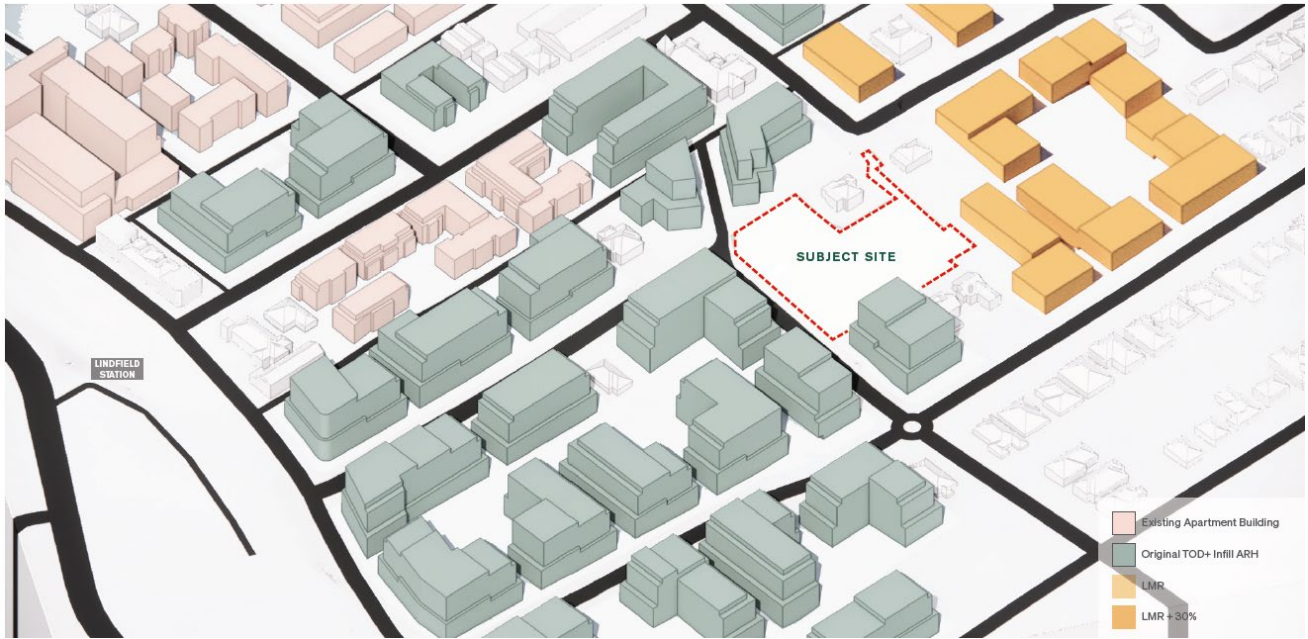 SUBJECT SITE
LINDFIELD
STATION
Existing Apartment Building
Original TOD+ Infill ARH
LMR
LMR + 30%